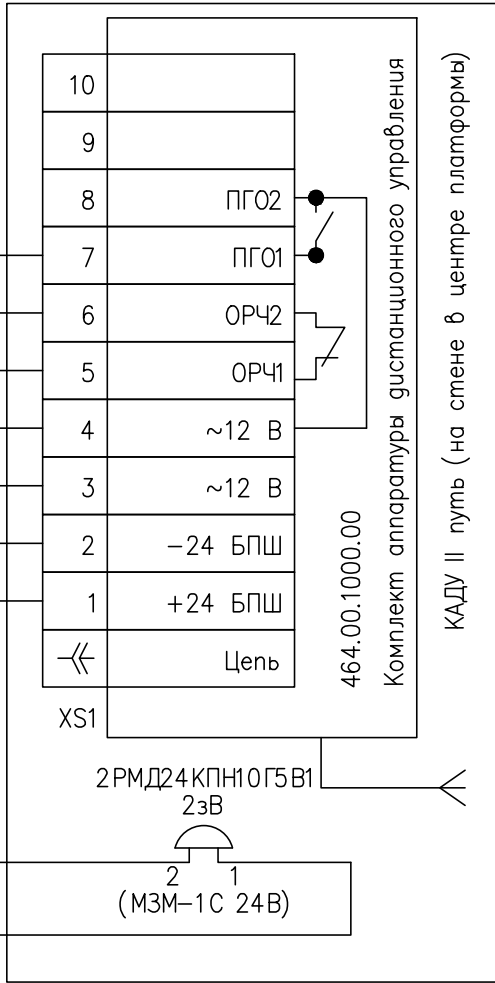 10
9
8 ПГО2
7 ПГО1
6 ОРЧ2
5 ОРЧ1
4 ~12 В
3 ~12 В
2 -24 БПШ
1 +24 БПШ
Цепь
XS1
464.00.1000.00
Комплект аппаратуры дистанционного управления
КАДУ II путь (на стене в центре платформы)
2РМД24КПН10Г5В1
2зВ
2 1
(МЗМ-1С 24В)